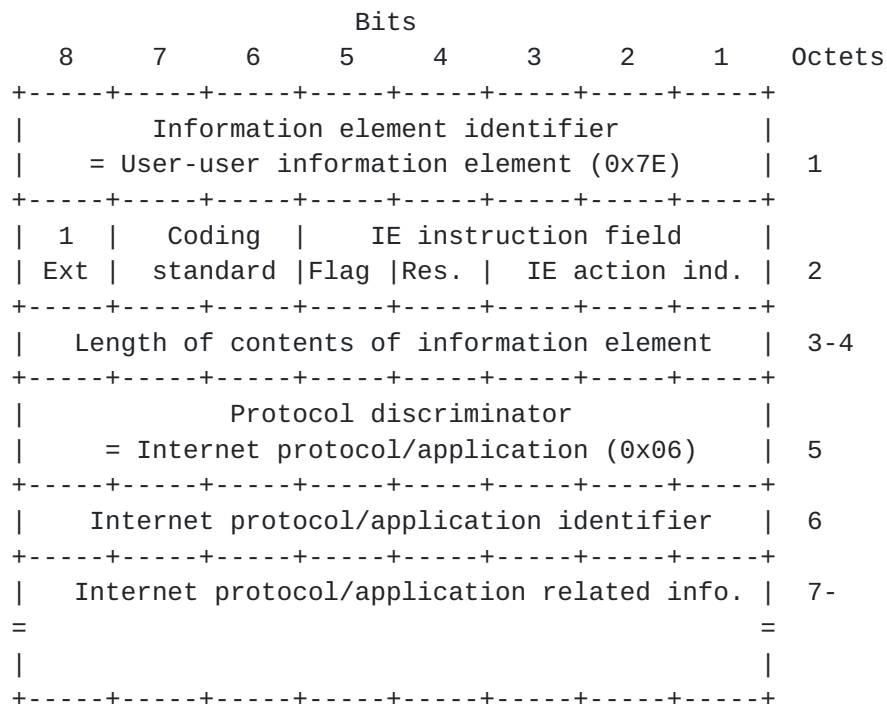 Bits
   8     7     6     5     4     3     2     1    Octets
+-----+-----+-----+-----+-----+-----+-----+-----+
|        Information element identifier         |
|    = User-user information element (0x7E)     |  1
+-----+-----+-----+-----+-----+-----+-----+-----+
|  1  |   Coding  |    IE instruction field     |
| Ext |  standard |Flag |Res. |  IE action ind. |  2
+-----+-----+-----+-----+-----+-----+-----+-----+
|   Length of contents of information element   |  3-4
+-----+-----+-----+-----+-----+-----+-----+-----+
|             Protocol discriminator            |
|     = Internet protocol/application (0x06)    |  5
+-----+-----+-----+-----+-----+-----+-----+-----+
|    Internet protocol/application identifier   |  6
+-----+-----+-----+-----+-----+-----+-----+-----+
|   Internet protocol/application related info. |  7-
=                                               =
|                                               |
+-----+-----+-----+-----+-----+-----+-----+-----+